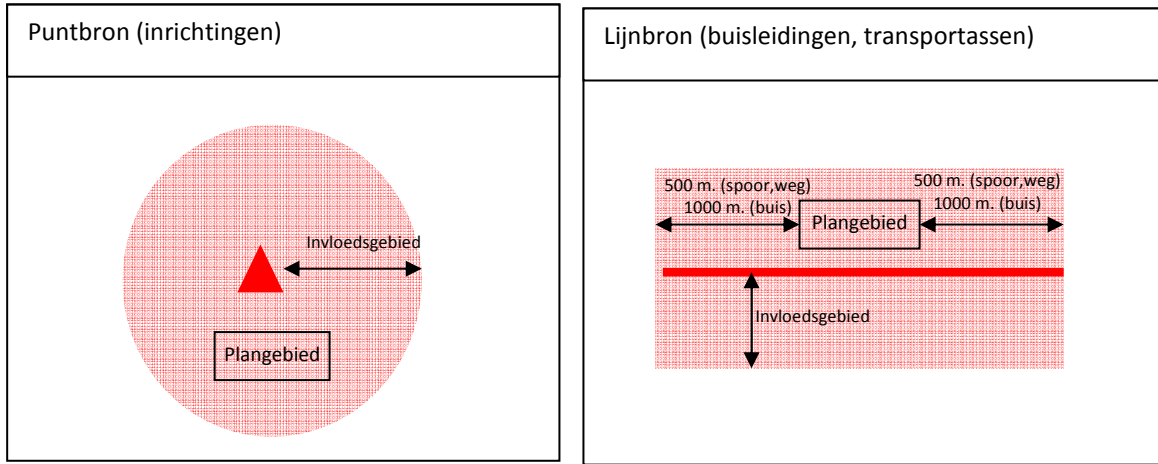 Puntbron (inrichtingen)
Invloedsgebied
Plangebied
Lijnbron (buisleidingen, transportassen)
500 m. (spoor,weg)
1000 m. (buis)
Plangebied
500 m. (spoor,weg)
1000 m. (buis)
Invloedsgebied